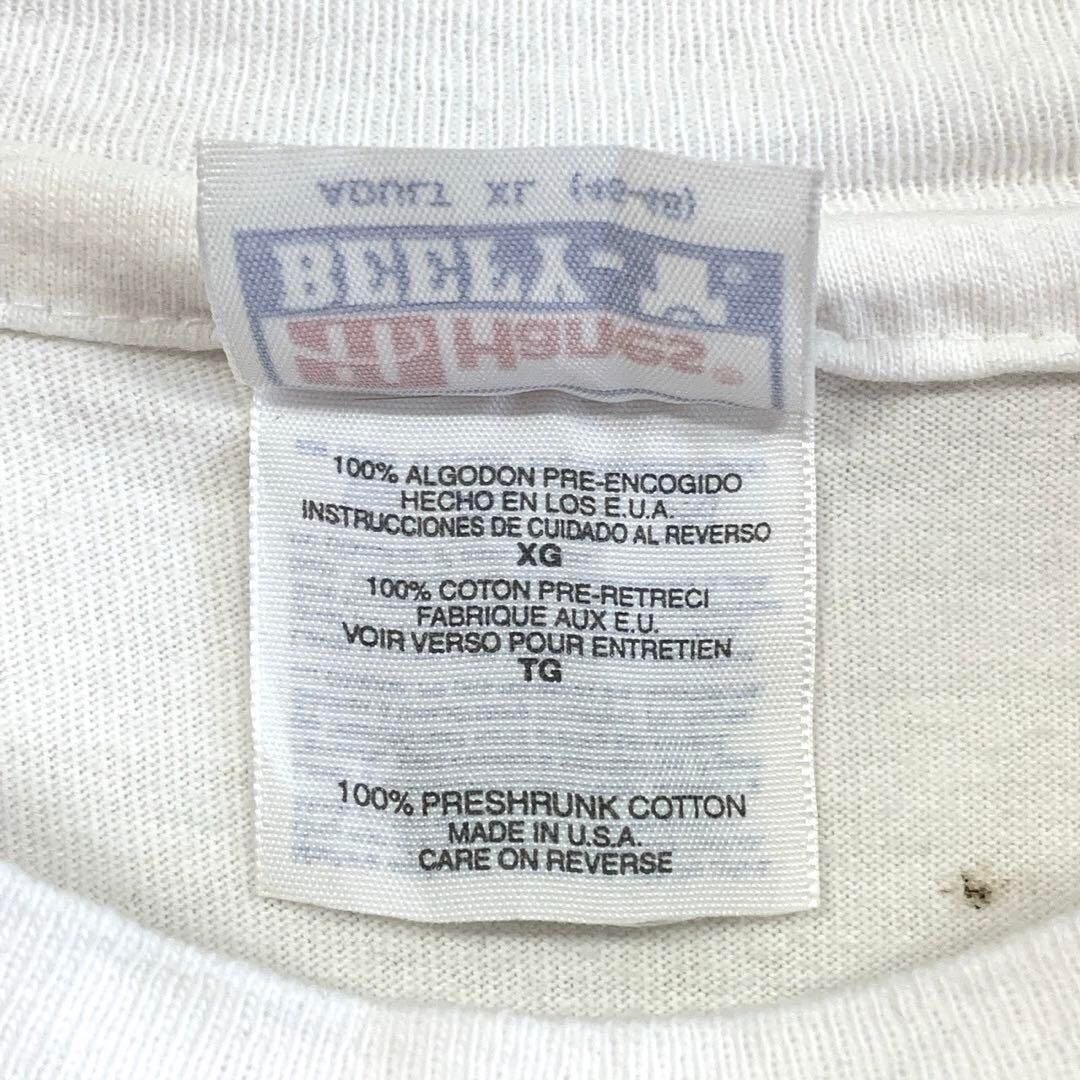 ADULT XL (46-48)
BEEFY-T®
Hanes®
100% ALGODON PRE-ENCOGIDO
HECHO EN LOS E.U.A.
INSTRUCCIONES DE CUIDADO AL REVERSO
XG
100% COTON PRE-RETRECI
FABRIQUE AUX E.U.
VOIR VERSO POUR ENTRETIEN
TG
100% PRESHRUNK COTTON
MADE IN U.S.A.
CARE ON REVERSE